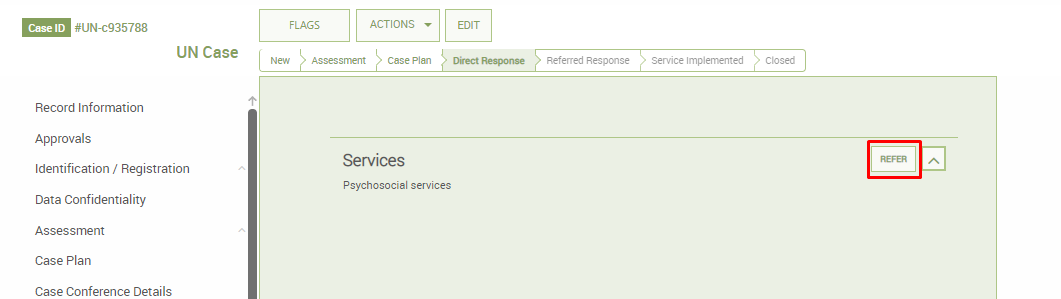 Case ID #UN-c935788
UN Case
FLAGS ACTIONS EDIT
New Assessment Case Plan Direct Response Referred Response Service Implemented Closed
Record Information
Approvals
Identification / Registration
Data Confidentiality
Assessment
Case Plan
Case Conference Details
Services
REFER
Psychosocial services